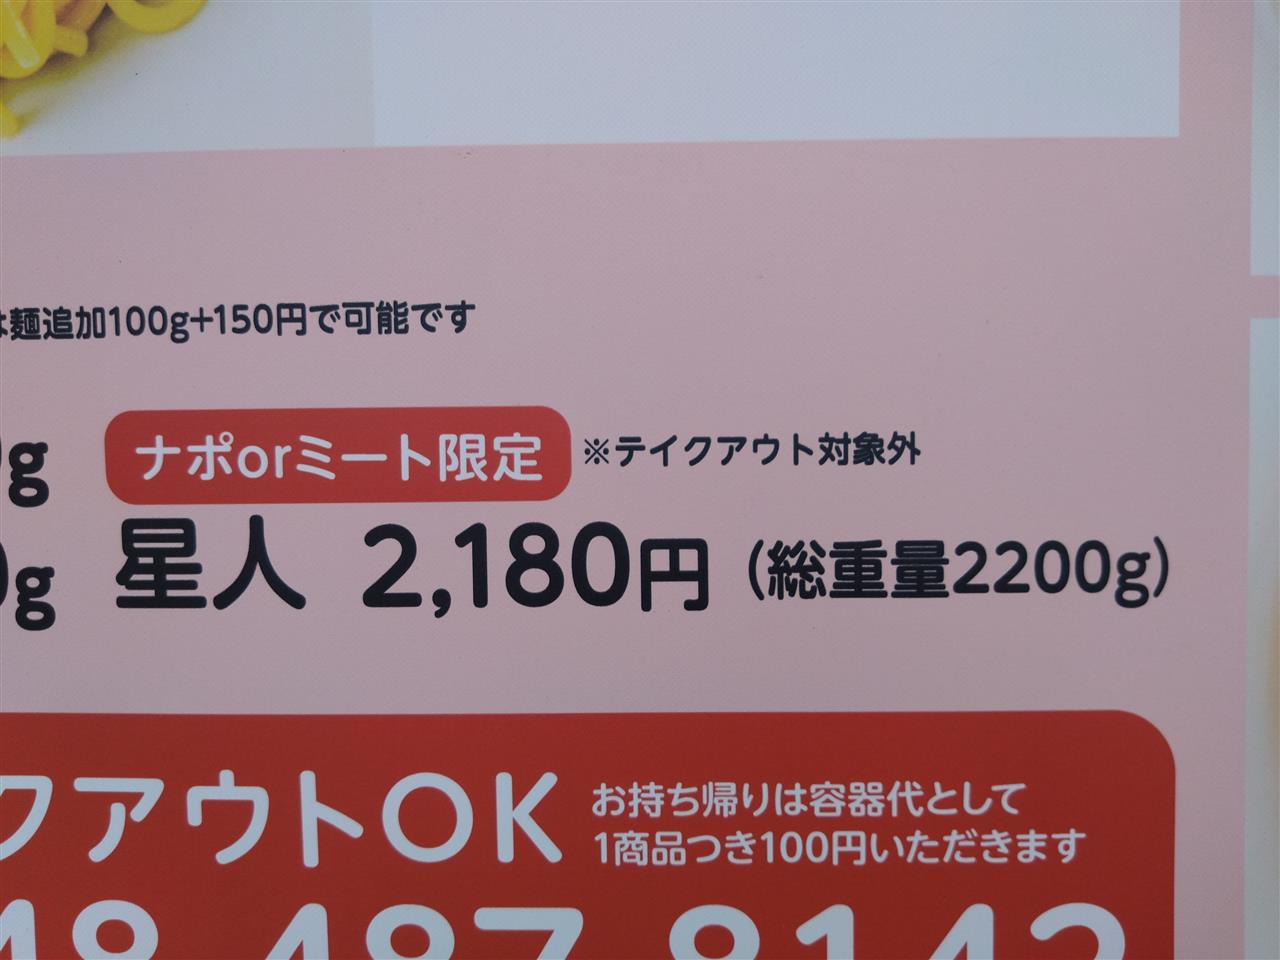 麺追加100g+150円で可能です
ナポorミート限定 ※テイクアウト対象外
g
g 星人 2,180円 (総重量2200g)
クアウトOK お持ち帰りは容器代として
1商品つき100円いただきます
48-487-8142